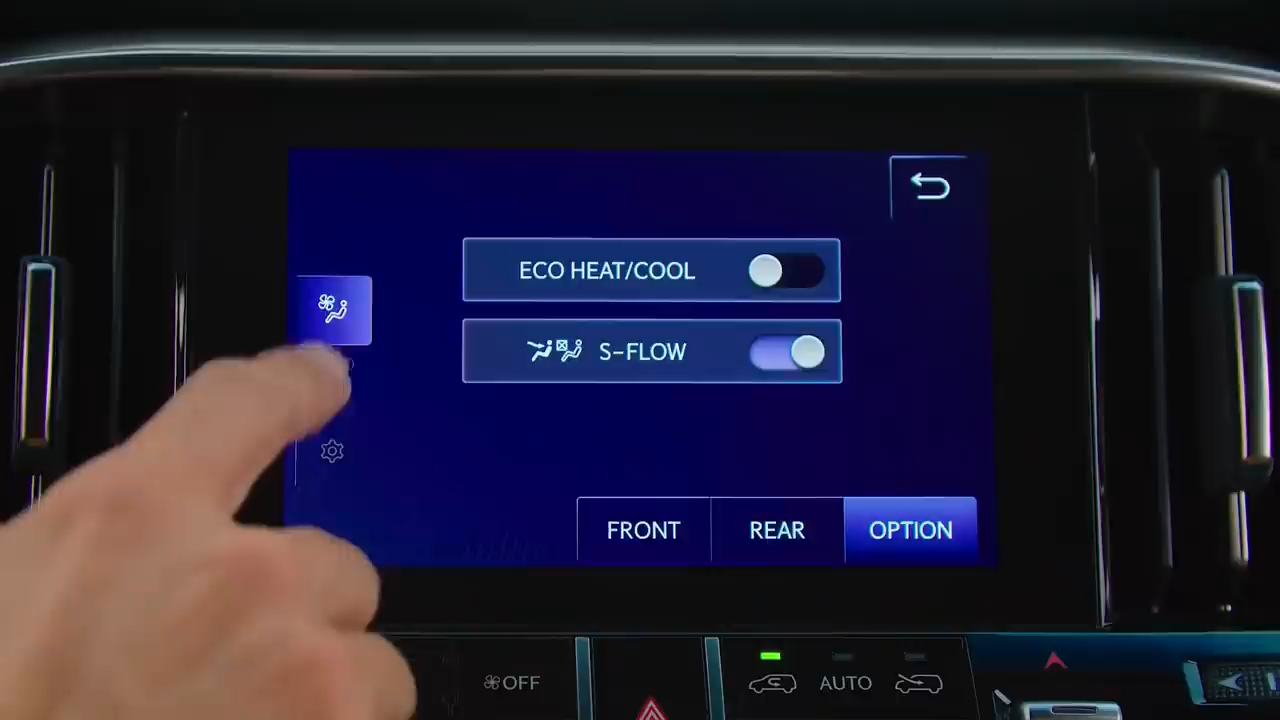 ECO HEAT/COOL
S-FLOW
FRONT REAR OPTION
OFF
AUTO